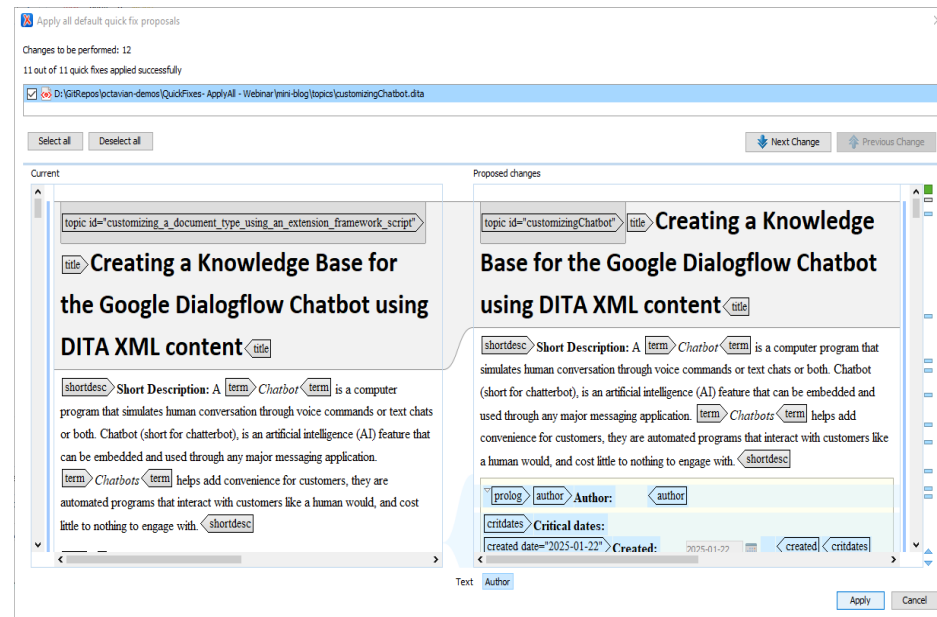 Apply all default quick fix proposals
Changes to be performed: 12
11 out of 11 quick fixes applied successfully
D:\GitRepos\octavian-demos\QuickFixes- ApplyAll - Webinar\mini-blog\topics\customizingChatbot.dita
Select all Deselect all Next Change Previous Change
Current
topic id="customizing_a_document_type_using_an_extension_framework_script"
title Creating a Knowledge Base for
the Google Dialogflow Chatbot using
DITA XML content title
shortdesc Short Description: A term Chatbot term is a computer
program that simulates human conversation through voice commands or text chats
or both. Chatbot (short for chatterbot), is an artificial intelligence (AI) feature that
can be embedded and used through any major messaging application.
term Chatbots term helps add convenience for customers, they are
automated programs that interact with customers like a human would, and cost
little to nothing to engage with. shortdesc
Proposed changes
topic id="customizingChatbot" title Creating a Knowledge
Base for the Google Dialogflow Chatbot
using DITA XML content title
shortdesc Short Description: A term Chatbot term is a computer program that
simulates human conversation through voice commands or text chats or both. Chatbot
(short for chatterbot), is an artificial intelligence (AI) feature that can be embedded and
used through any major messaging application. term Chatbots term helps add
convenience for customers, they are automated programs that interact with customers like
a human would, and cost little to nothing to engage with. shortdesc
prolog author Author: author
critdates Critical dates:
created date="2025-01-22" Created: 2025-01-22 created critdates
Text Author
Apply Cancel